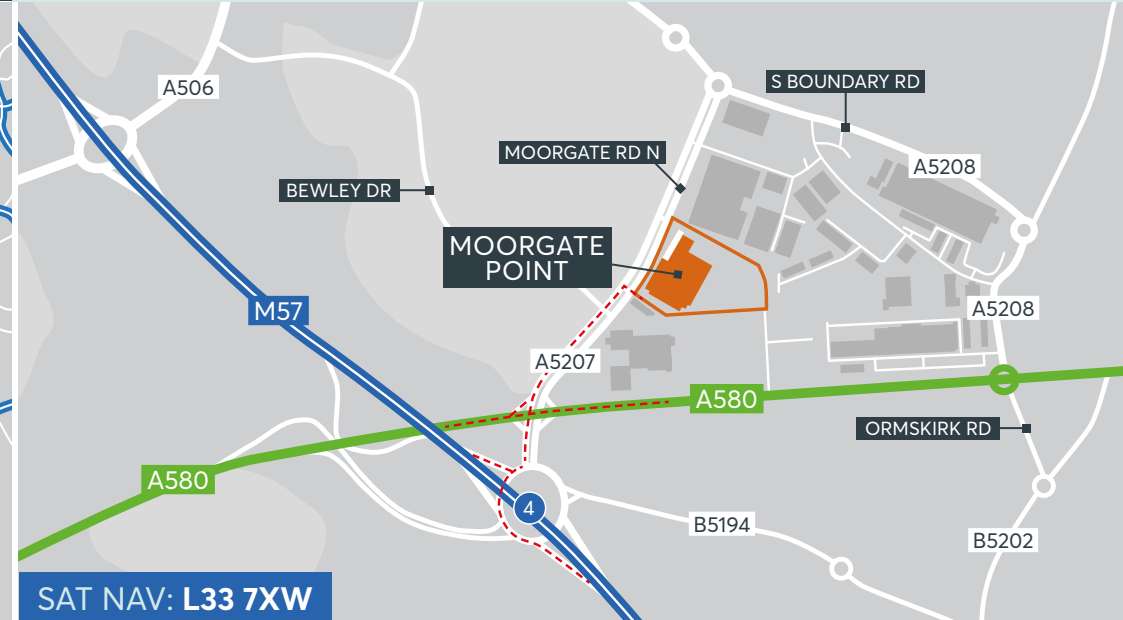 A506
S BOUNDARY RD
MOORGATE RD N
A5208
BEWLEY DR
MOORGATE
POINT
M57
A5208
A5207
A580
ORMSKIRK RD
A580
4
B5194
B5202
SAT NAV: L33 7XW